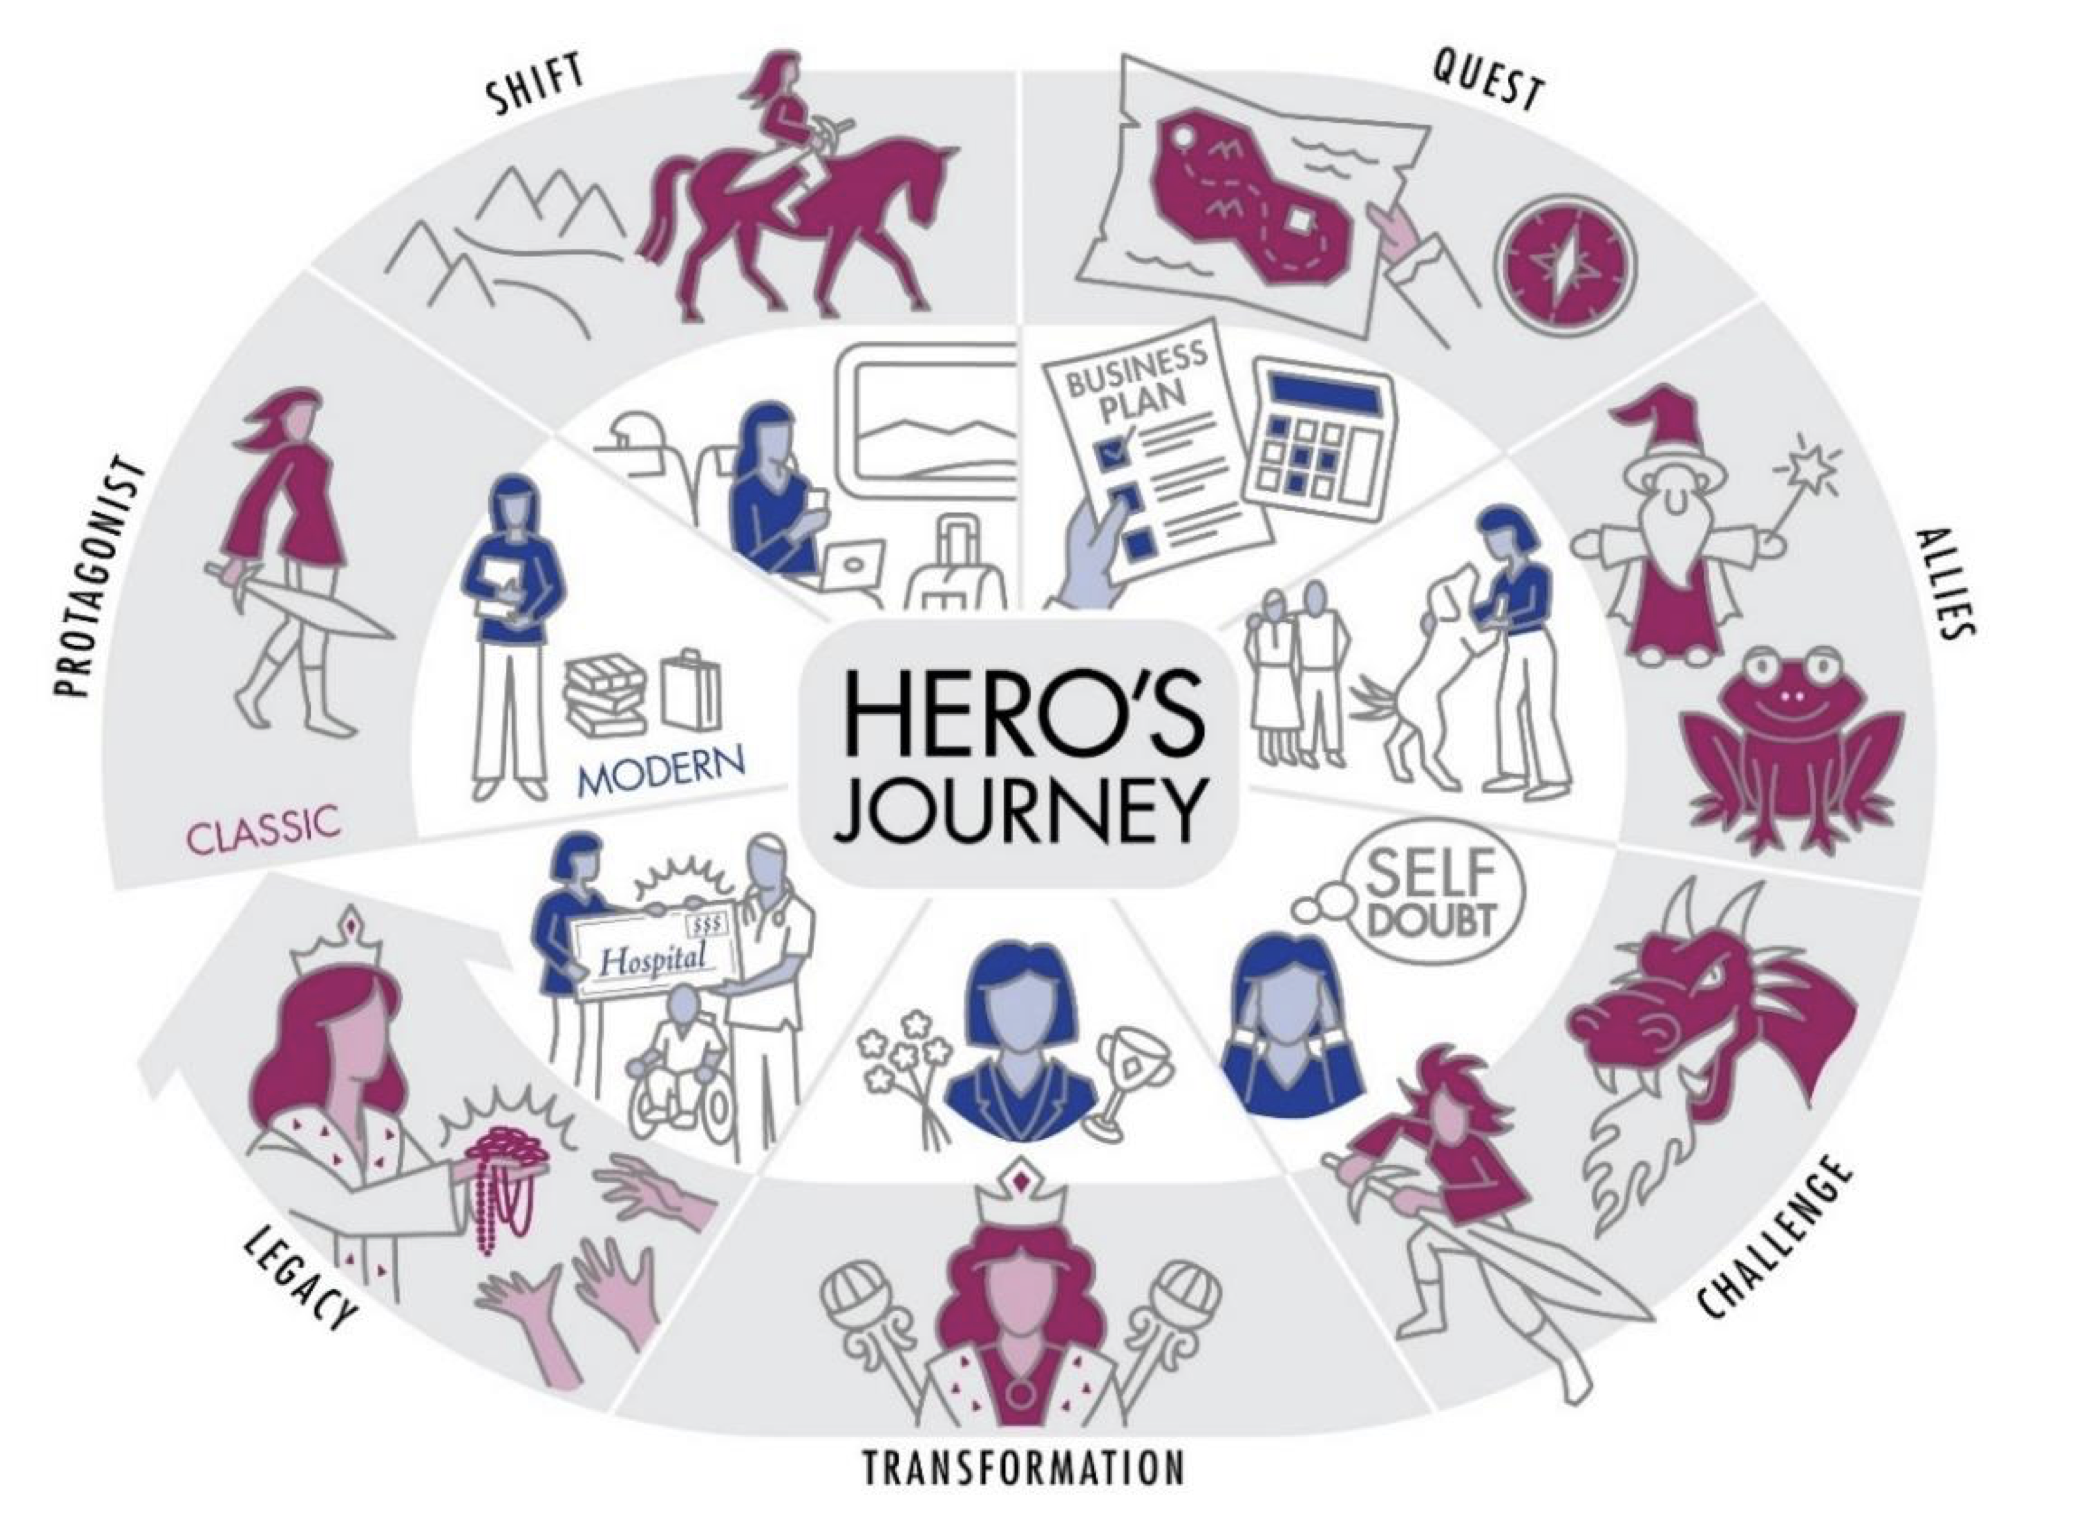 SHIFT
QUEST
PROTAGONIST
ALLIES
CHALLENGE
TRANSFORMATION
LEGACY
CLASSIC
MODERN
HERO'S
JOURNEY
BUSINESS
PLAN
SELF
DOUBT
$$$
Hospital